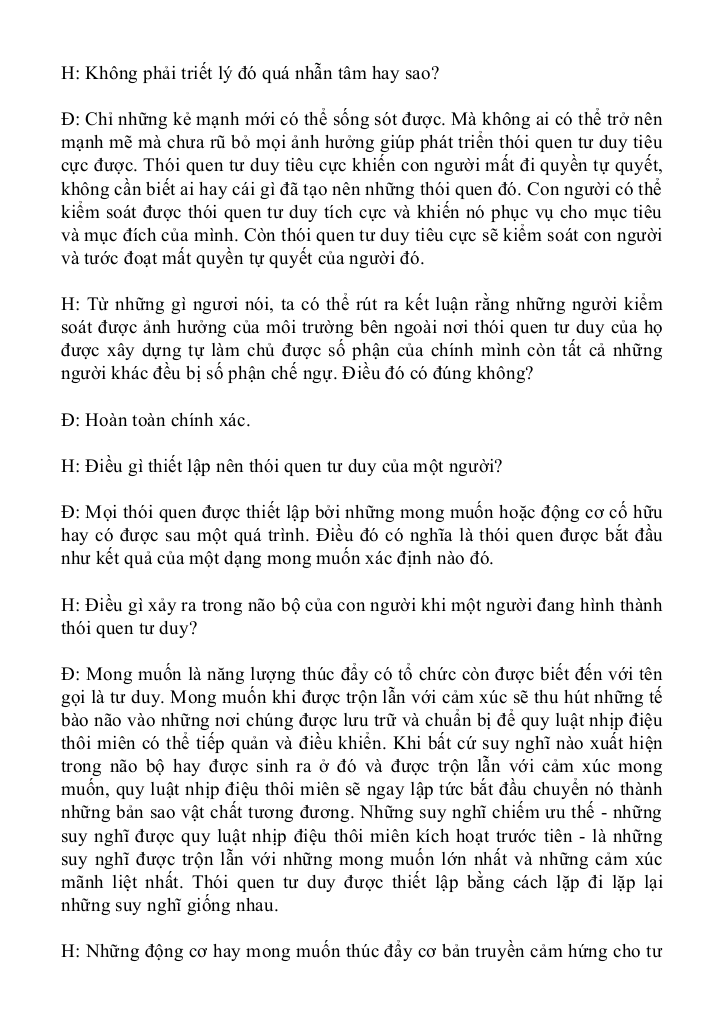 H: Không phải triết lý đó quá nhẫn tâm hay sao?
Đ: Chỉ những kẻ mạnh mới có thể sống sót được. Mà không ai có thể trở nên
mạnh mẽ mà chưa rũ bỏ mọi ảnh hưởng giúp phát triển thói quen tư duy tiêu
cực được. Thói quen tư duy tiêu cực khiến con người mất đi quyền tự quyết,
không cần biết ai hay cái gì đã tạo nên những thói quen đó. Con người có thể
kiểm soát được thói quen tư duy tích cực và khiến nó phục vụ cho mục tiêu
và mục đích của mình. Còn thói quen tư duy tiêu cực sẽ kiểm soát con người
và tước đoạt mất quyền tự quyết của người đó.
H: Từ những gì ngươi nói, ta có thể rút ra kết luận rằng những người kiểm
soát được ảnh hưởng của môi trường bên ngoài nơi thói quen tư duy của họ
được xây dựng tự làm chủ được số phận của chính mình còn tất cả những
người khác đều bị số phận chế ngự. Điều đó có đúng không?
Đ: Hoàn toàn chính xác.
H: Điều gì thiết lập nên thói quen tư duy của một người?
Đ: Mọi thói quen được thiết lập bởi những mong muốn hoặc động cơ cố hữu
hay có được sau một quá trình. Điều đó có nghĩa là thói quen được bắt đầu
như kết quả của một dạng mong muốn xác định nào đó.
H: Điều gì xảy ra trong não bộ của con người khi một người đang hình thành
thói quen tư duy?
Đ: Mong muốn là năng lượng thúc đẩy có tổ chức còn được biết đến với tên
gọi là tư duy. Mong muốn khi được trộn lẫn với cảm xúc sẽ thu hút những tế
bào não vào những nơi chúng được lưu trữ và chuẩn bị để quy luật nhịp điệu
thôi miên có thể tiếp quản và điều khiển. Khi bất cứ suy nghĩ nào xuất hiện
trong não bộ hay được sinh ra ở đó và được trộn lẫn với cảm xúc mong
muốn, quy luật nhịp điệu thôi miên sẽ ngay lập tức bắt đầu chuyển nó thành
những bản sao vật chất tương đương. Những suy nghĩ chiếm ưu thế - những
suy nghĩ được quy luật nhịp điệu thôi miên kích hoạt trước tiên - là những
suy nghĩ được trộn lẫn với những mong muốn lớn nhất và những cảm xúc
mãnh liệt nhất. Thói quen tư duy được thiết lập bằng cách lặp đi lặp lại
những suy nghĩ giống nhau.
H: Những động cơ hay mong muốn thúc đẩy cơ bản truyền cảm hứng cho tư